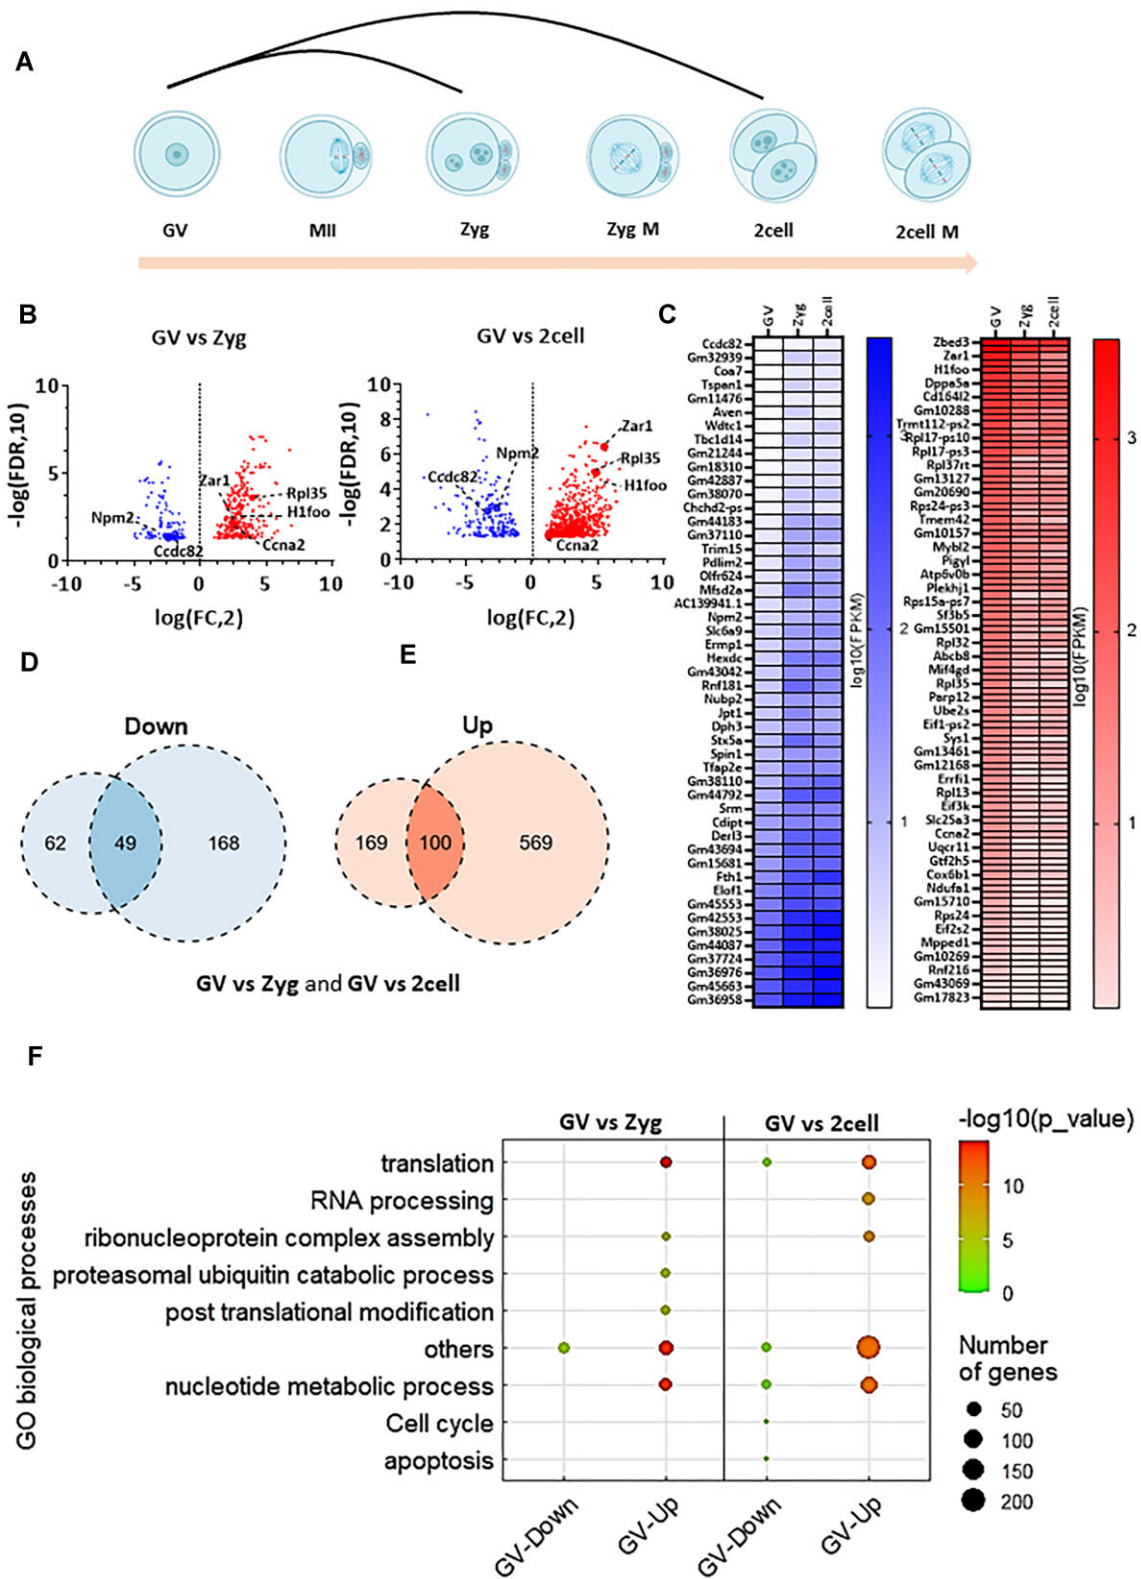 A
GV
MII
Zyg
Zyg M
2cell
2cell M
B
GV vs Zyg
GV vs 2cell
-log(FDR,10)
10
5
0
-10
-5
0
5
10
log(FC,2)
Zar1
Rpl35
H1foo
Npm2
Ccdc82
Ccna2
-log(FDR,10)
10
8
6
4
2
0
-10
-5
0
5
10
log(FC,2)
Zar1
Npm2
Rpl35
Ccdc82
H1foo
Ccna2
C
GV
Zyg
2cell
Ccdc82
Gm32939
Coa7
Tspan1
Gm11476
Aven
Wdtc1
Tbc1d14
Gm21244
Gm18310
Gm42887
Gm38070
Chchd2-ps
Gm44183
Gm37110
Trim15
Pdlim2
Olfr624
Mfsd2a
AC139941.1
Npm2
Slc6a9
Ermp1
Hexdc
Gm43042
Rnf181
Nubp2
Jpt1
Dph3
Stx5a
Spin1
Tfap2e
Gm38110
Gm44792
Srm
Cdipt
Derl3
Gm43694
Gm15681
Fth1
Elof1
Gm45553
Gm42553
Gm38025
Gm44087
Gm37724
Gm36976
Gm45663
Gm36958
log10(FPKM)
3
2
1
GV
Zyg
2cell
Zbed3
Zar1
H1foo
Dppa5a
Cd164l2
Gm10288
Trmt112-ps2
Rpl17-ps10
Rpl17-ps3
Rpl37rt
Gm13127
Gm20690
Rps24-ps3
Tmem42
Gm10157
Mybl2
Pigyl
Atp6v0b
Plekhj1
Rps15a-ps7
Sf3b5
Gm15501
Rpl32
Abcb8
Mif4gd
Rpl35
Parp12
Ube2s
Eif1-ps2
Sys1
Gm13461
Gm12168
Errfi1
Rpl13
Eif3k
Slc25a3
Ccna2
Uqcr11
Gtf2h5
Cox6b1
Ndufa1
Gm15710
Rps24
Eif2s2
Mpped1
Gm10269
Rnf216
Gm43069
Gm17823
log10(FPKM)
3
2
1
D
Down
62
49
168
E
Up
169
100
569
GV vs Zyg and GV vs 2cell
F
GV vs Zyg
GV vs 2cell
GO biological processes
translation
RNA processing
ribonucleoprotein complex assembly
proteasomal ubiquitin catabolic process
post translational modification
others
nucleotide metabolic process
Cell cycle
apoptosis
GV-Down
GV-Up
GV-Down
GV-Up
-log10(p_value)
10
5
0
Number
of genes
50
100
150
200